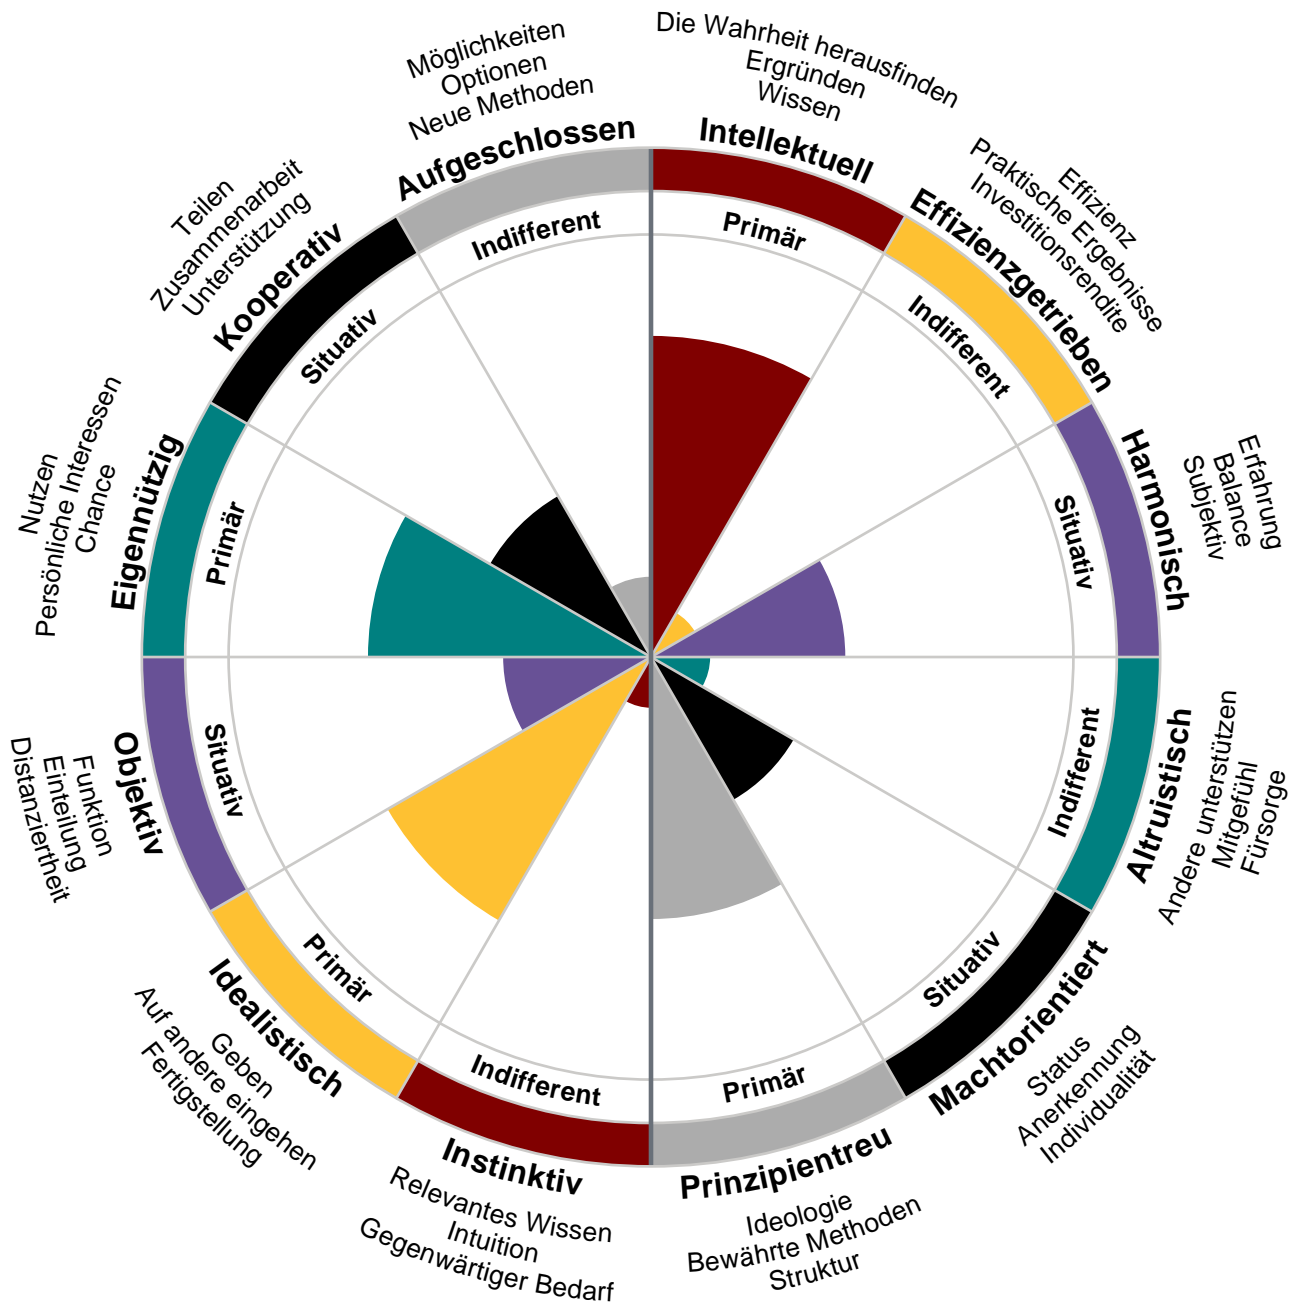 Die Wahrheit herausfinden
Ergründen
Wissen
Intellektuell
Primär
Effizienz
Praktische Ergebnisse
Investitionsrendite
Effizienzgetrieben
Indifferent
Erfahrung
Balance
Subjektiv
Harmonisch
Situativ
Altruistisch
Andere unterstützen
Mitgefühl
Fürsorge
Indifferent
Machtorientiert
Status
Anerkennung
Individualität
Situativ
Primär
Prinzipientreu
Ideologie
Bewährte Methoden
Struktur
Indifferent
Instinktiv
Relevantes Wissen
Intuition
Gegenwärtiger Bedarf
Primär
Idealistisch
Geben
Auf andere eingehen
Fertigstellung
Situativ
Objektiv
Funktion
Einteilung
Distanziertheit
Nutzen
Persönliche Interessen
Chance
Eigennützig
Primär
Teilen
Zusammenarbeit
Unterstützung
Kooperativ
Situativ
Möglichkeiten
Optionen
Neue Methoden
Aufgeschlossen
Indifferent